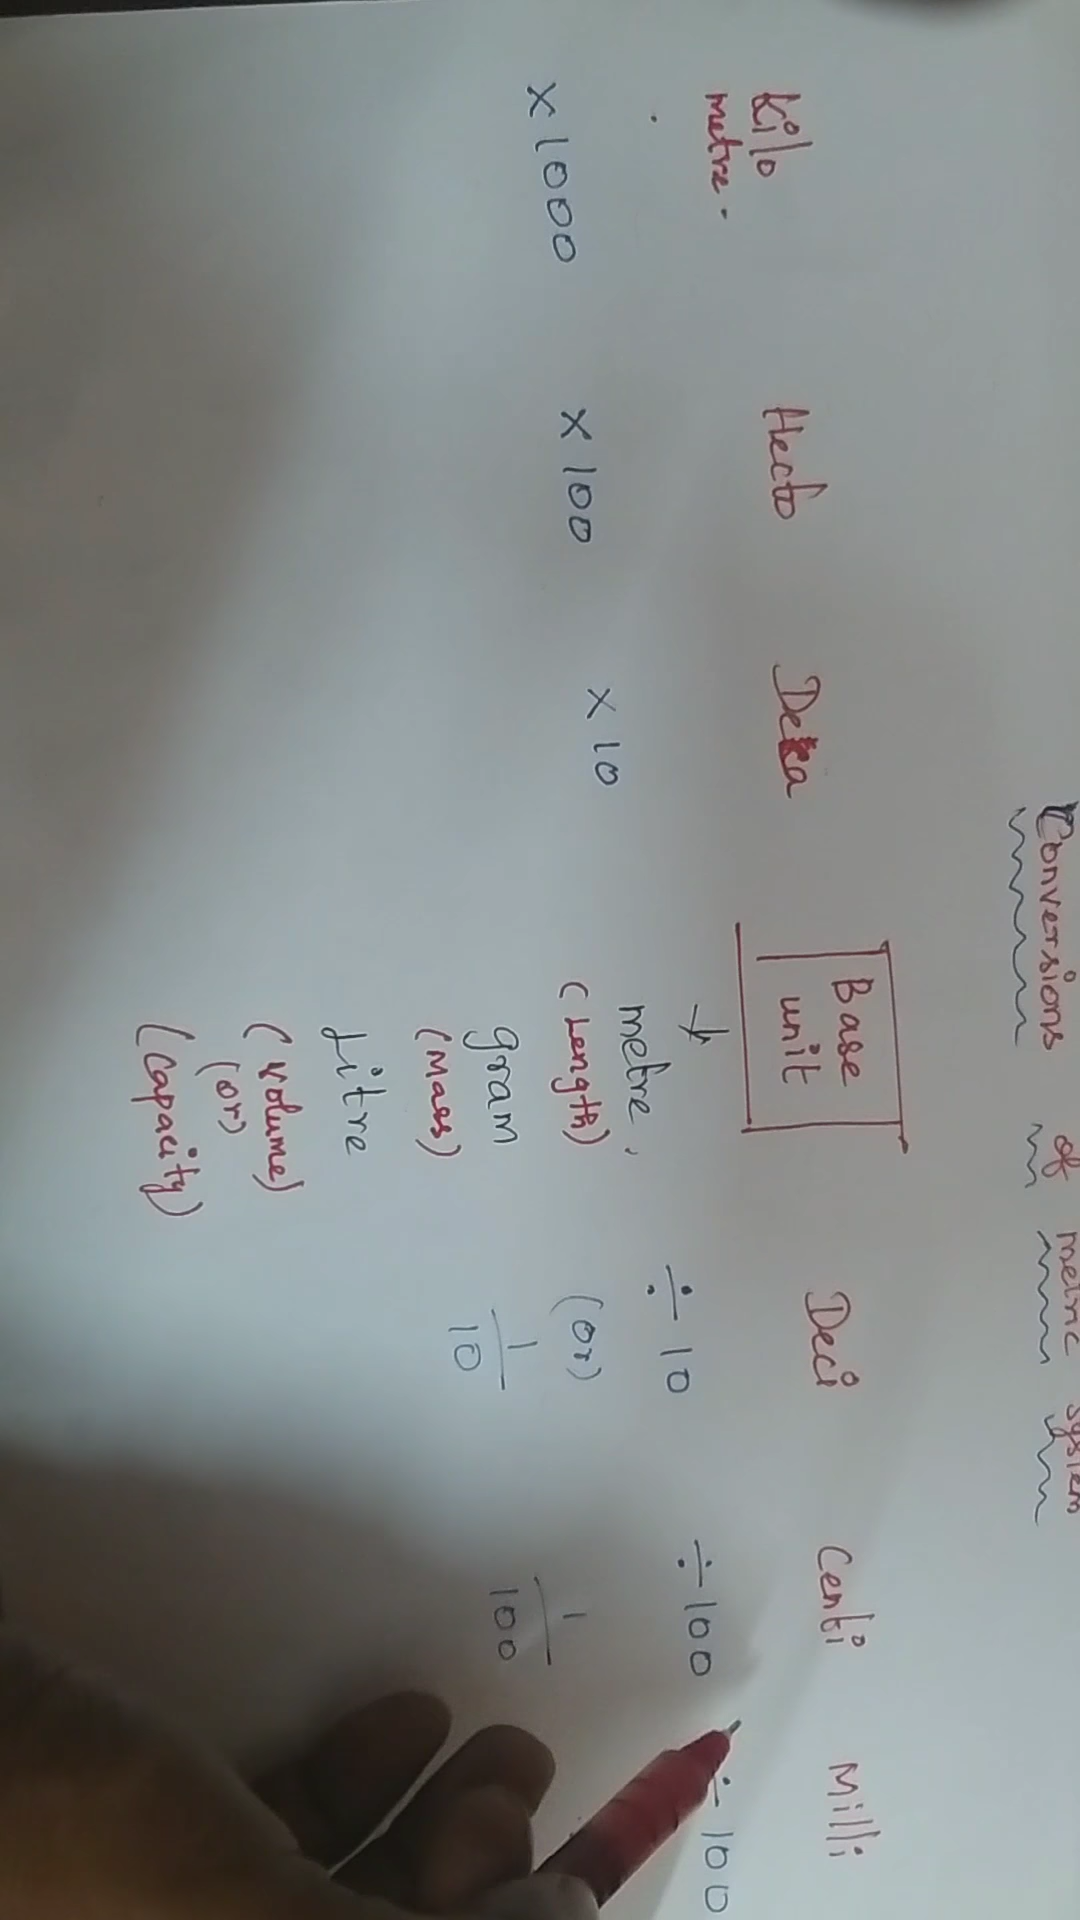 Conversions of metric system
Kilo Hecto Deka Base unit Deci Centi Milli
metre.
× 1000 × 100 × 10 ÷ 10 ÷ 100 ÷ 100
metre.
(Length)
(or)
gram
1/10 1/100
(Mass)
Litre
(volume)
(or)
(capacity)